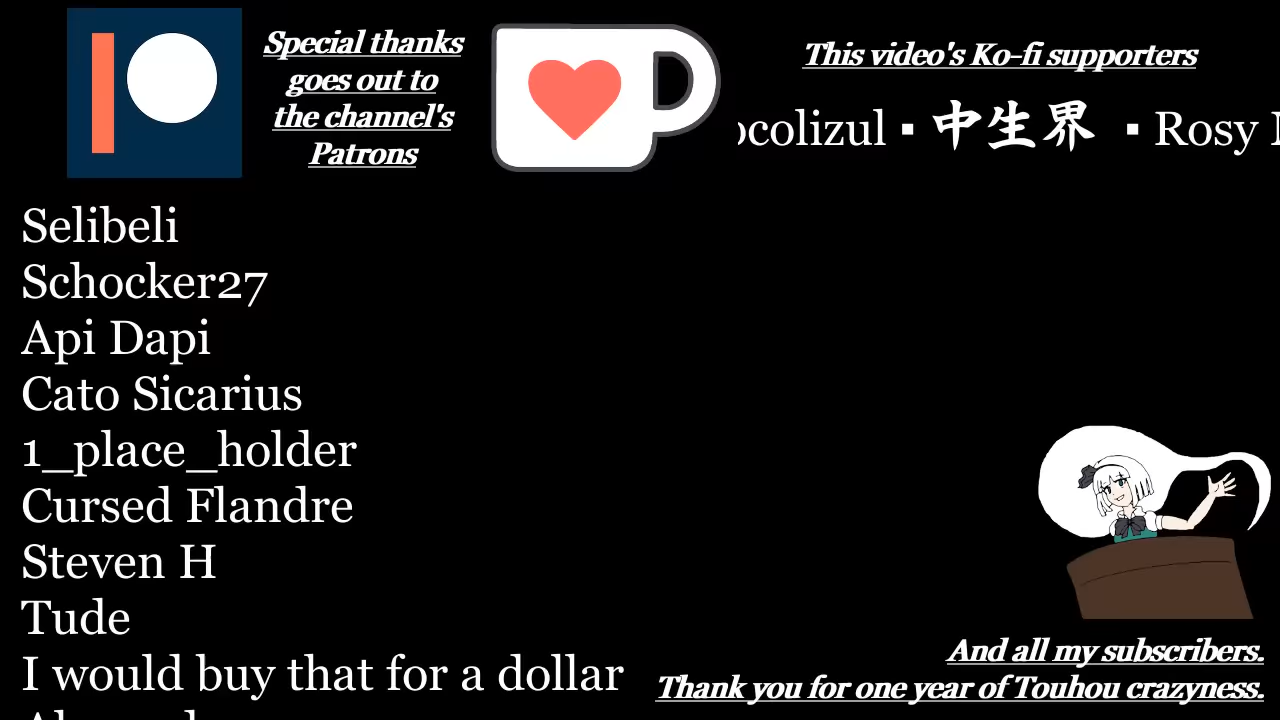 Special thanks
goes out to
the channel's
Patrons
This video's Ko-fi supporters
ocolizul ▪ 中生界 ▪ Rosy
Selibeli
Schocker27
Api Dapi
Cato Sicarius
1_place_holder
Cursed Flandre
Steven H
Tude
I would buy that for a dollar
And all my subscribers.
Thank you for one year of Touhou crazyness.